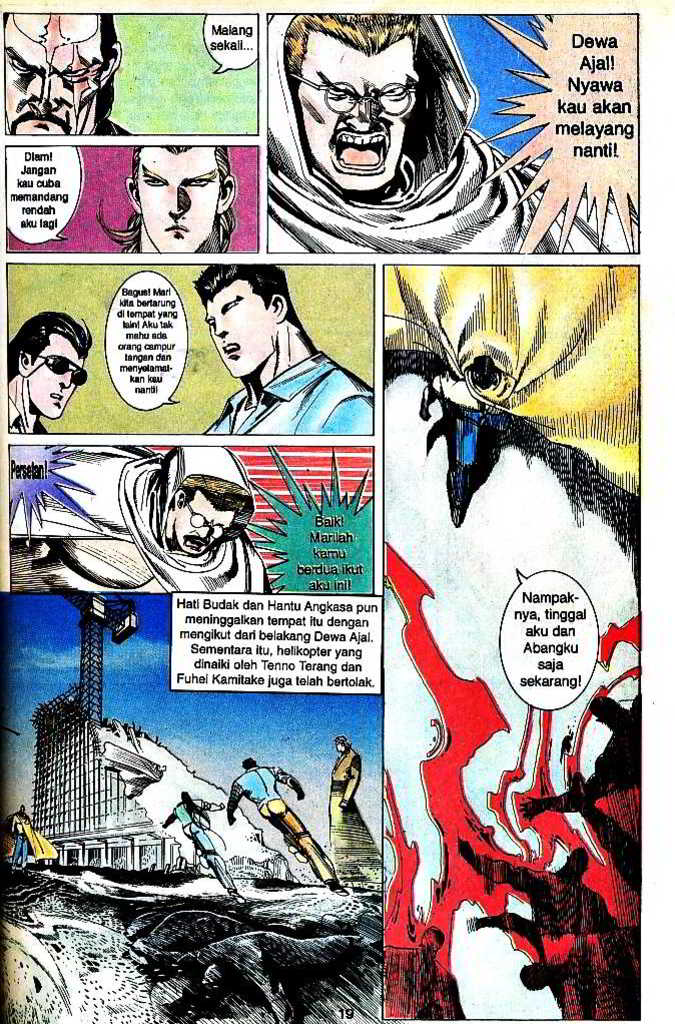 Malang
sekali...
Dewa
Ajal!
Nyawa
kau akan
melayang
nanti!
Diam!
Jangan
kau cuba
memandang
rendah
aku lagi
Bagus! Mari
kita bertarung
di tempat yang
lain! Aku tak
mahu ada
orang campur
tangan dan
menyelamat-
kan kau
nanti!
Persetan!
Baik!
Marilah
kamu
berdua ikut
aku ini!
Hati Budak dan Hantu Angkasa pun
meninggalkan tempat itu dengan
mengikut dari belakang Dewa Ajal.
Sementara itu, helikopter yang
dinaiki oleh Tenno Terang dan
Fuhei Kamitake juga telah bertolak.
Nampak-
nya, tinggal
aku dan
Abangku
saja
sekarang!
19